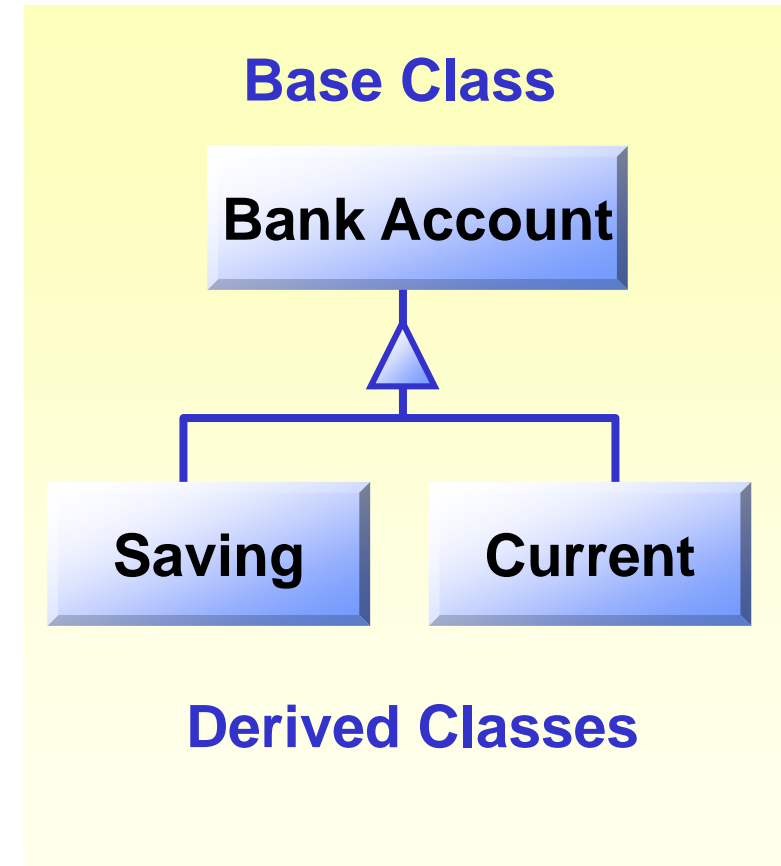 Base Class
Bank Account
Saving
Current
Derived Classes